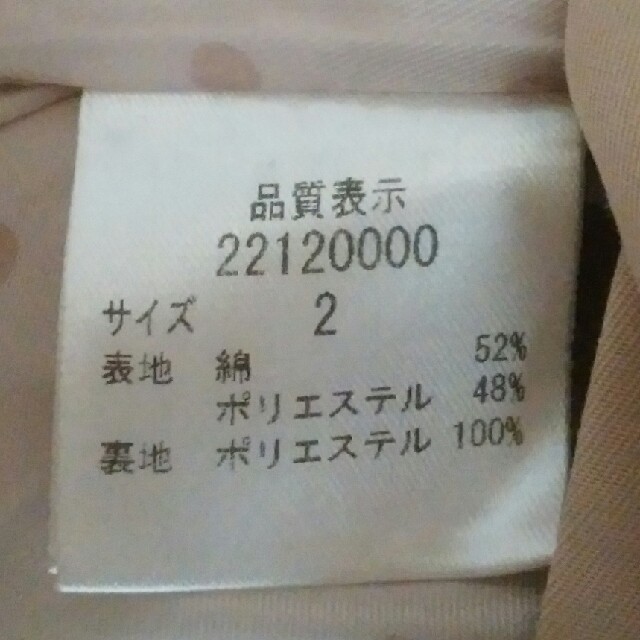 品質表示
22120000
サイズ 2
表地 綿 52%
ポリエステル 48%
裏地 ポリエステル 100%